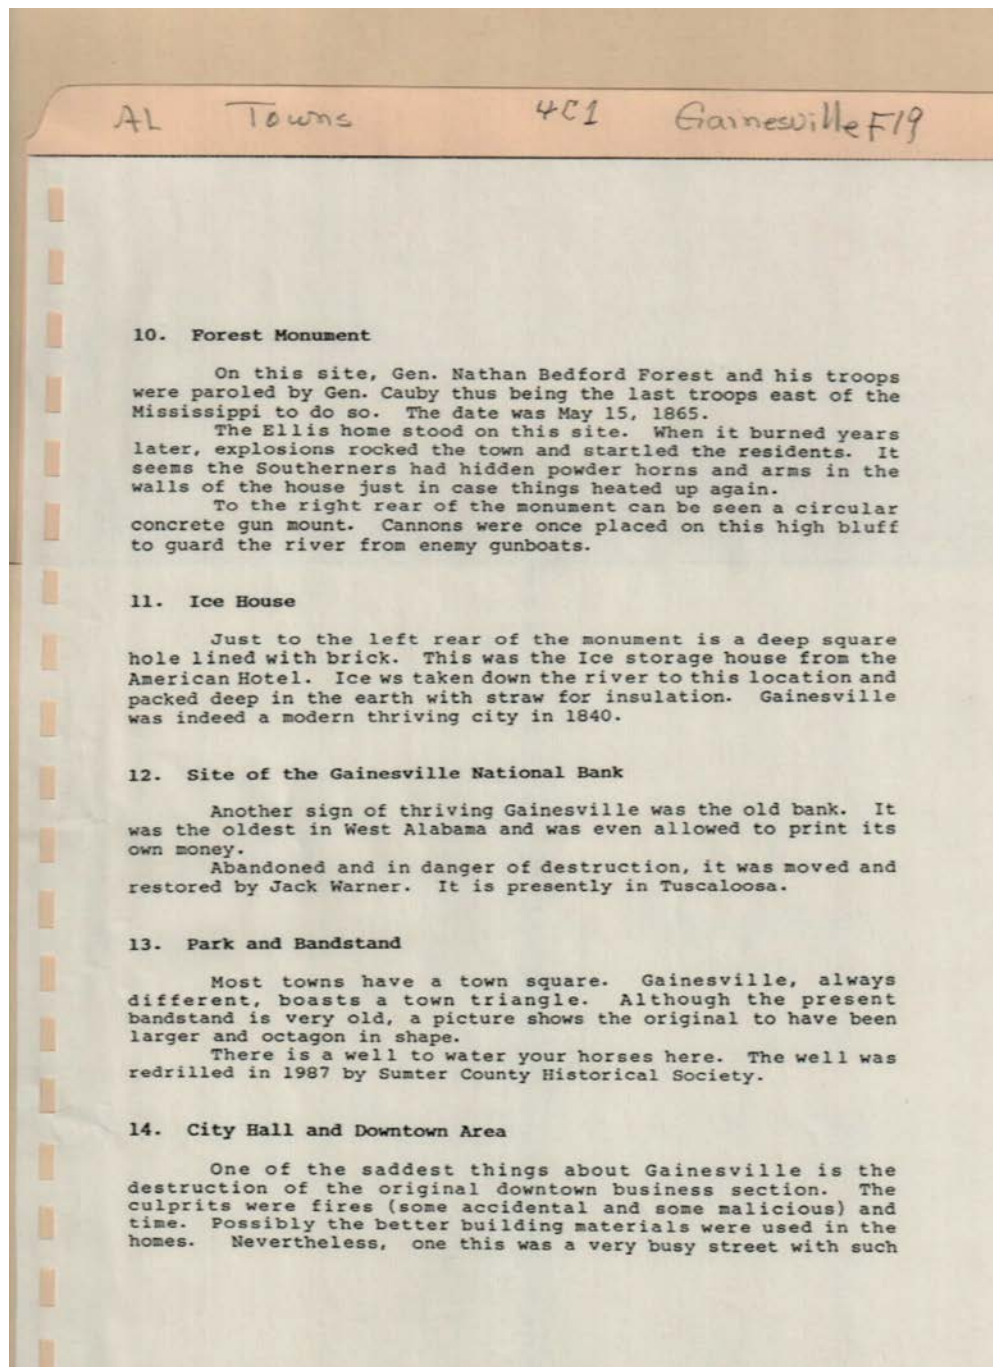 AL Towns 4C1 Gainesville F19
10. Forest Monument
On this site, Gen. Nathan Bedford Forest and his troops
were paroled by Gen. Cauby thus being the last troops east of the
Mississippi to do so. The date was May 15, 1865.
The Ellis home stood on this site. When it burned years
later, explosions rocked the town and startled the residents. It
seems the Southerners had hidden powder horns and arms in the
walls of the house just in case things heated up again.
To the right rear of the monument can be seen a circular
concrete gun mount. Cannons were once placed on this high bluff
to guard the river from enemy gunboats.
11. Ice House
Just to the left rear of the monument is a deep square
hole lined with brick. This was the Ice storage house from the
American Hotel. Ice ws taken down the river to this location and
packed deep in the earth with straw for insulation. Gainesville
was indeed a modern thriving city in 1840.
12. Site of the Gainesville National Bank
Another sign of thriving Gainesville was the old bank. It
was the oldest in West Alabama and was even allowed to print its
own money.
Abandoned and in danger of destruction, it was moved and
restored by Jack Warner. It is presently in Tuscaloosa.
13. Park and Bandstand
Most towns have a town square. Gainesville, always
different, boasts a town triangle. Although the present
bandstand is very old, a picture shows the original to have been
larger and octagon in shape.
There is a well to water your horses here. The well was
redrilled in 1987 by Sumter County Historical Society.
14. City Hall and Downtown Area
One of the saddest things about Gainesville is the
destruction of the original downtown business section. The
culprits were fires (some accidental and some malicious) and
time. Possibly the better building materials were used in the
homes. Nevertheless, one this was a very busy street with such